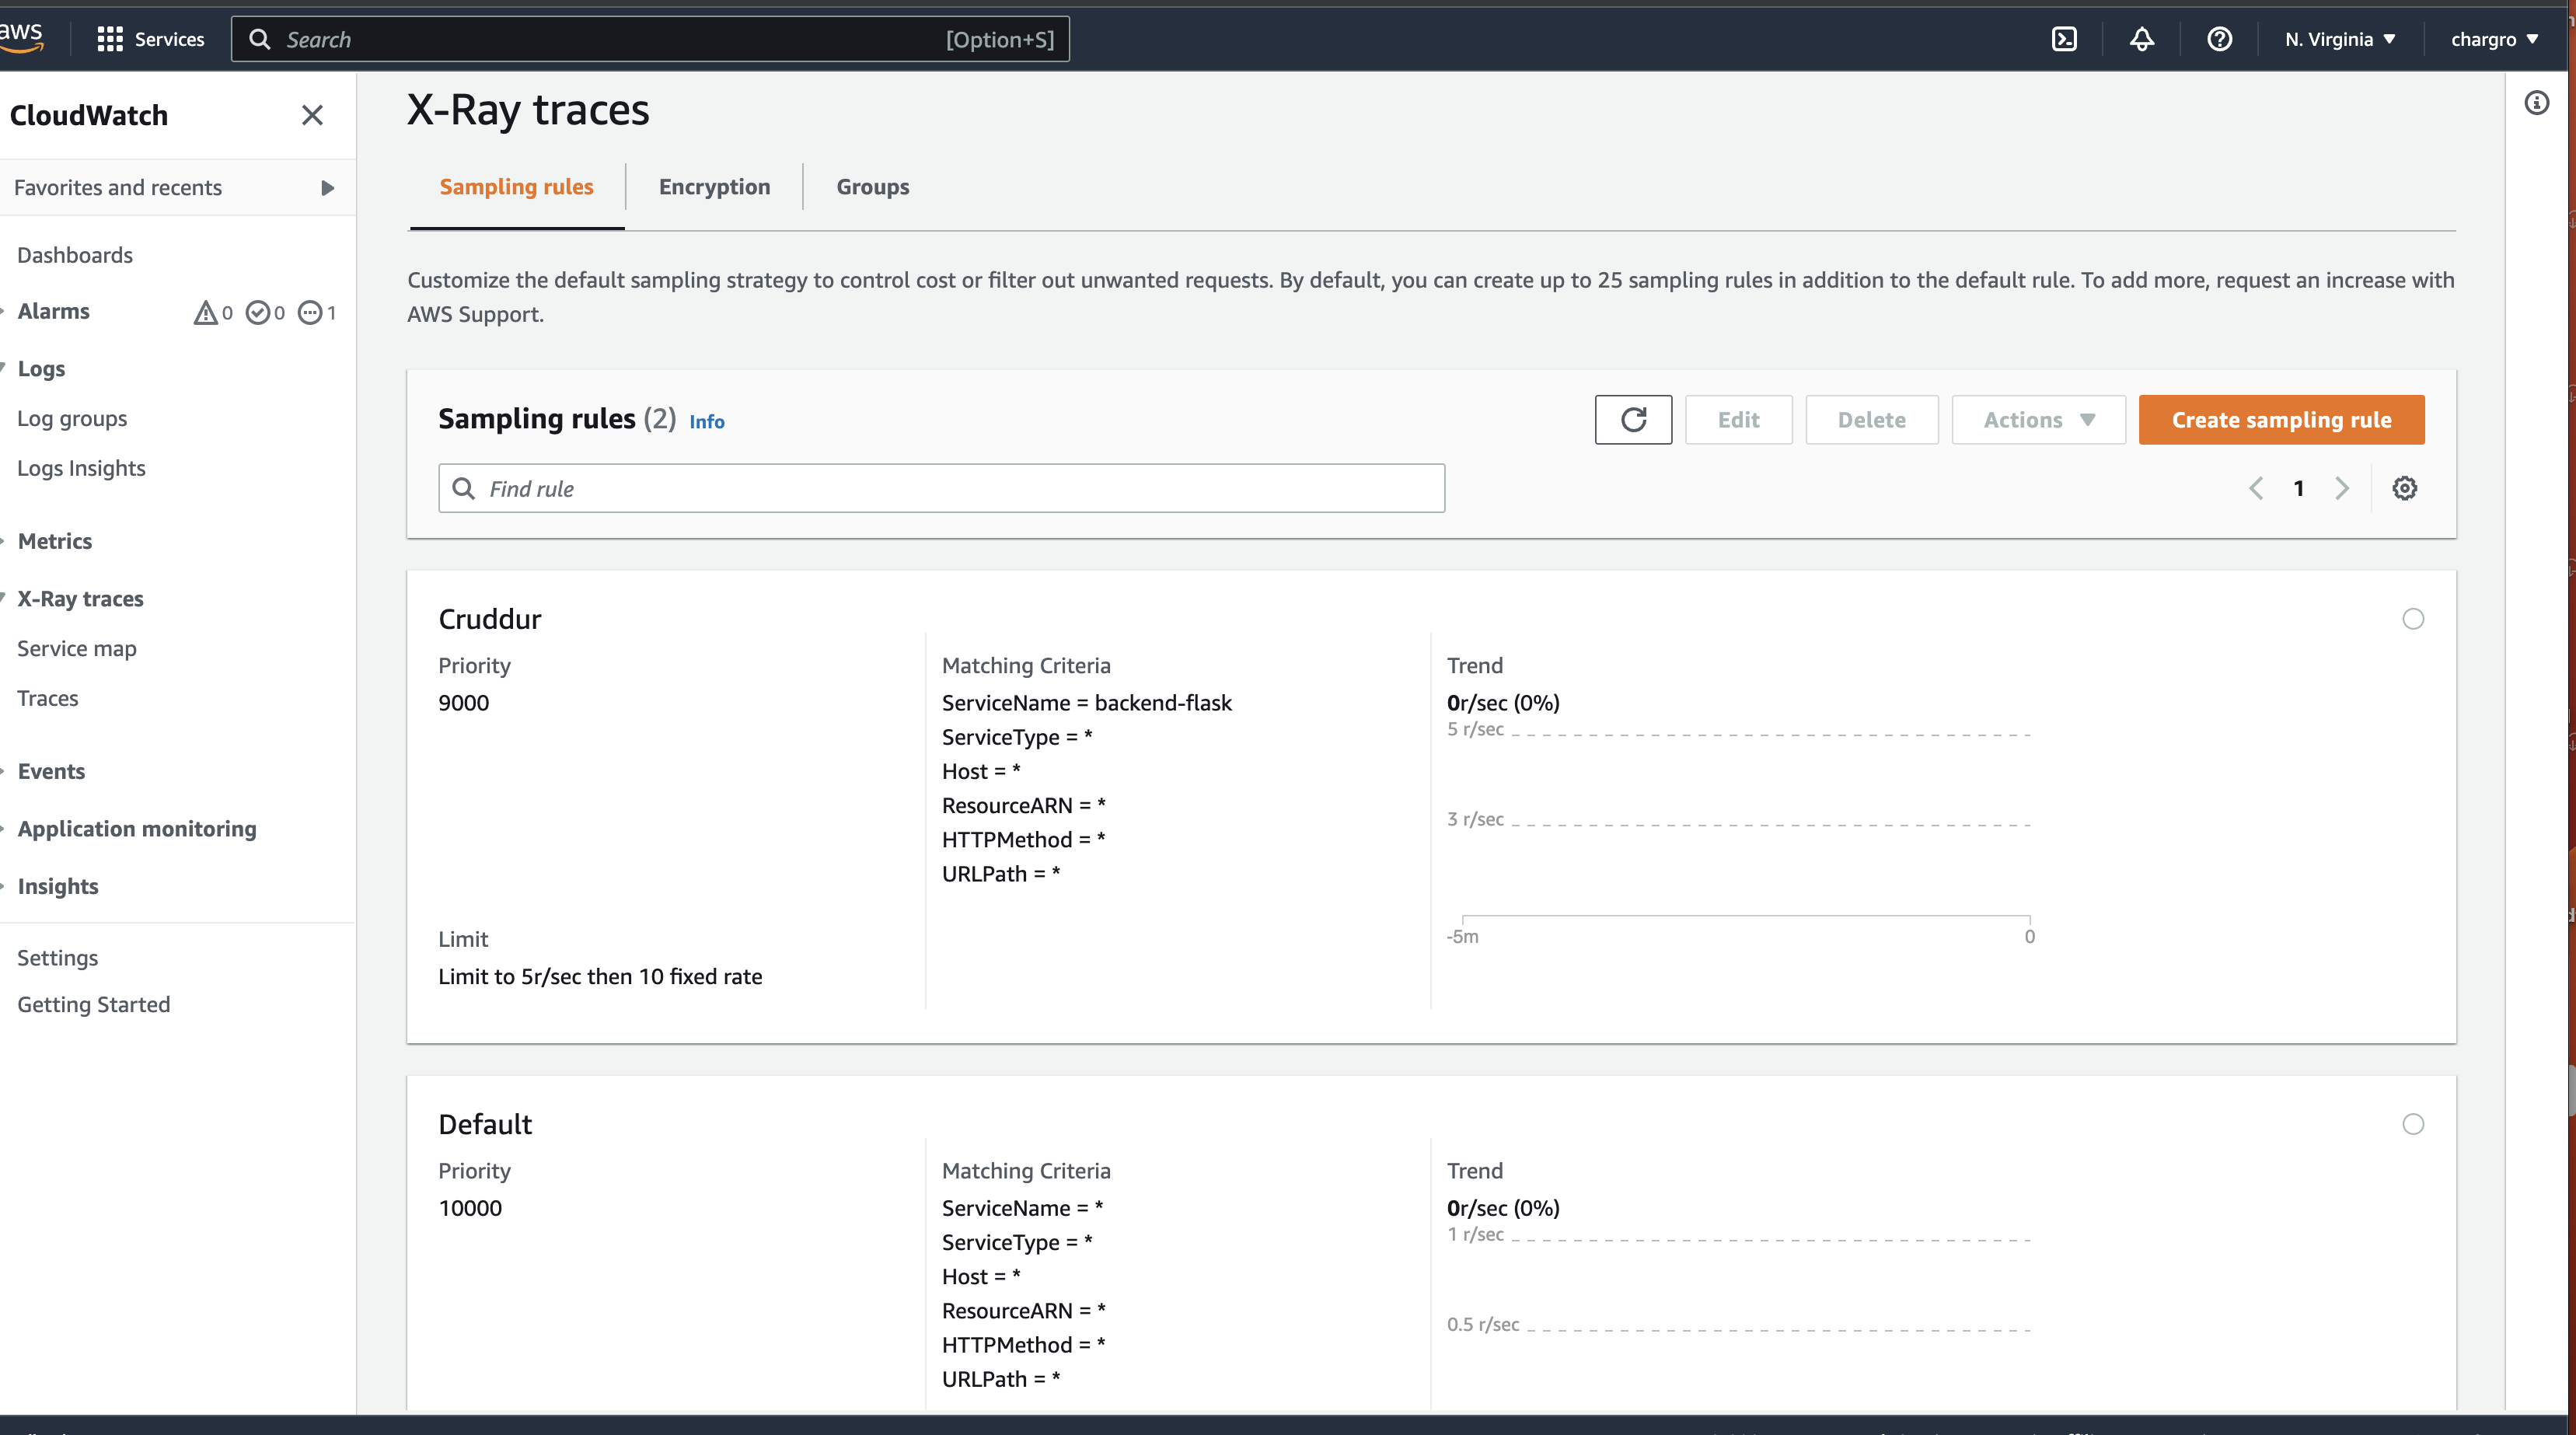 aws
Services
Search
[Option+S]
N. Virginia
chargro
CloudWatch
Favorites and recents
Dashboards
Alarms
0
0
1
Logs
Log groups
Logs Insights
Metrics
X-Ray traces
Service map
Traces
Events
Application monitoring
Insights
Settings
Getting Started
X-Ray traces
Sampling rules
Encryption
Groups
Customize the default sampling strategy to control cost or filter out unwanted requests. By default, you can create up to 25 sampling rules in addition to the default rule. To add more, request an increase with
AWS Support.
Sampling rules (2) Info
Edit
Delete
Actions
Create sampling rule
Find rule
1
Cruddur
Priority
9000
Limit
Limit to 5r/sec then 10 fixed rate
Matching Criteria
ServiceName = backend-flask
ServiceType = *
Host = *
ResourceARN = *
HTTPMethod = *
URLPath = *
Trend
0r/sec (0%)
5 r/sec
3 r/sec
-5m
0
Default
Priority
10000
Matching Criteria
ServiceName = *
ServiceType = *
Host = *
ResourceARN = *
HTTPMethod = *
URLPath = *
Trend
0r/sec (0%)
1 r/sec
0.5 r/sec